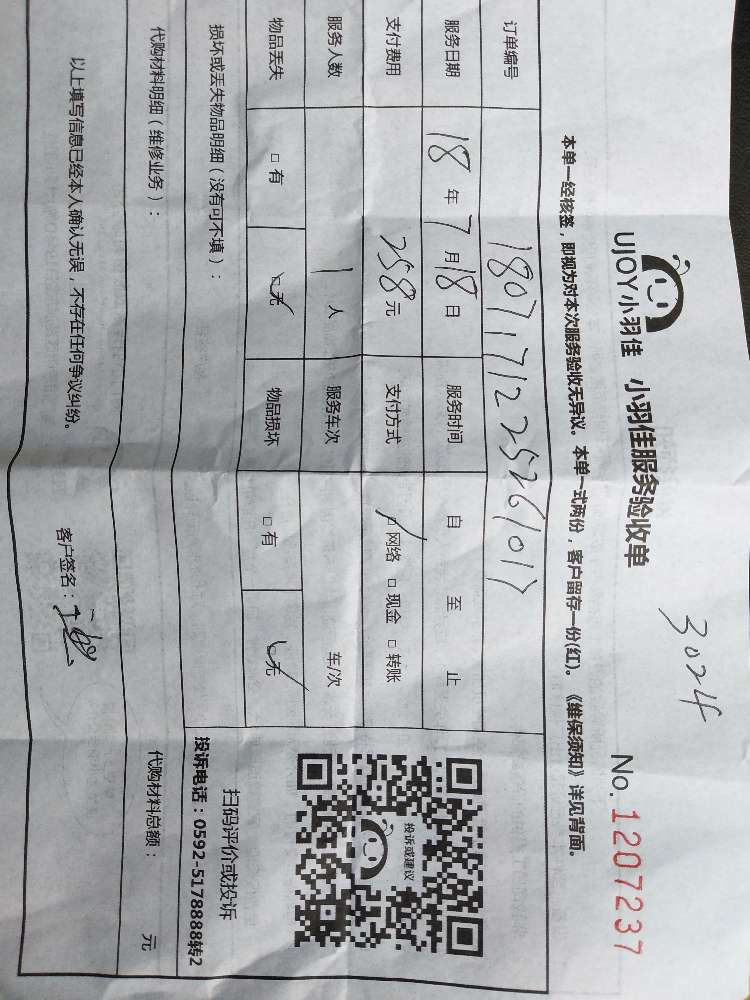 3024
UJOY小羽佳 小羽佳服务验收单 No.1207237
本单一经核签，即视为对本次服务验收无异议。本单一式两份，客户留存一份(红)。《维保须知》详见背面。
订单编号 1807171225261017
服务日期 18年7月18日 服务时间 自 至 止
支付费用 258元 支付方式 ☑网络 □现金 □转账
服务人数 1人 服务车次 车/次
物品丢失 □有 ☑无 物品损坏 □有 ☑无
损坏或丢失物品明细（没有可不填）：
投诉或建议
扫码评价或投诉
投诉电话：0592-5178888转2
代购材料明细（维修业务）： 代购材料总额： 元
以上填写信息已经本人确认无误，不存在任何争议纠纷。
客户签名：